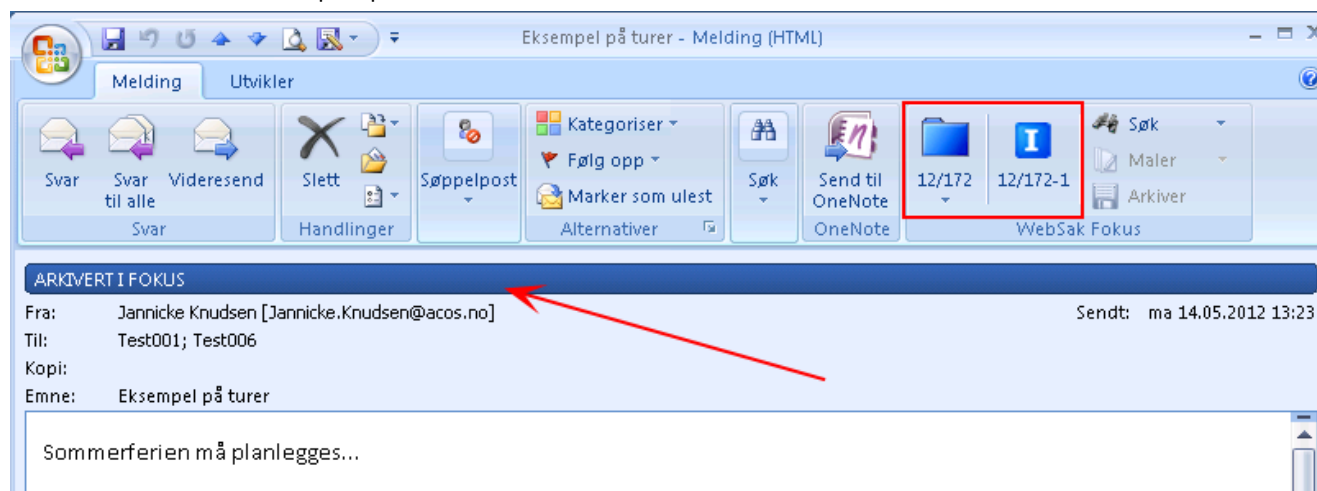 Eksempel på turer - Melding (HTML)
Melding Utvikler
Svar
Svar til alle
Videresend
Svar
Slett
Handlinger
Søppelpost
Kategoriser
Følg opp
Marker som ulest
Alternativer
Søk
Send til OneNote
OneNote
12/172
12/172-1
Søk
Maler
Arkiver
WebSak Fokus
ARKIVERT I FOKUS
Fra: Jannicke Knudsen [Jannicke.Knudsen@acos.no] Sendt: ma 14.05.2012 13:23
Til: Test001; Test006
Kopi:
Emne: Eksempel på turer
Sommerferien må planlegges...